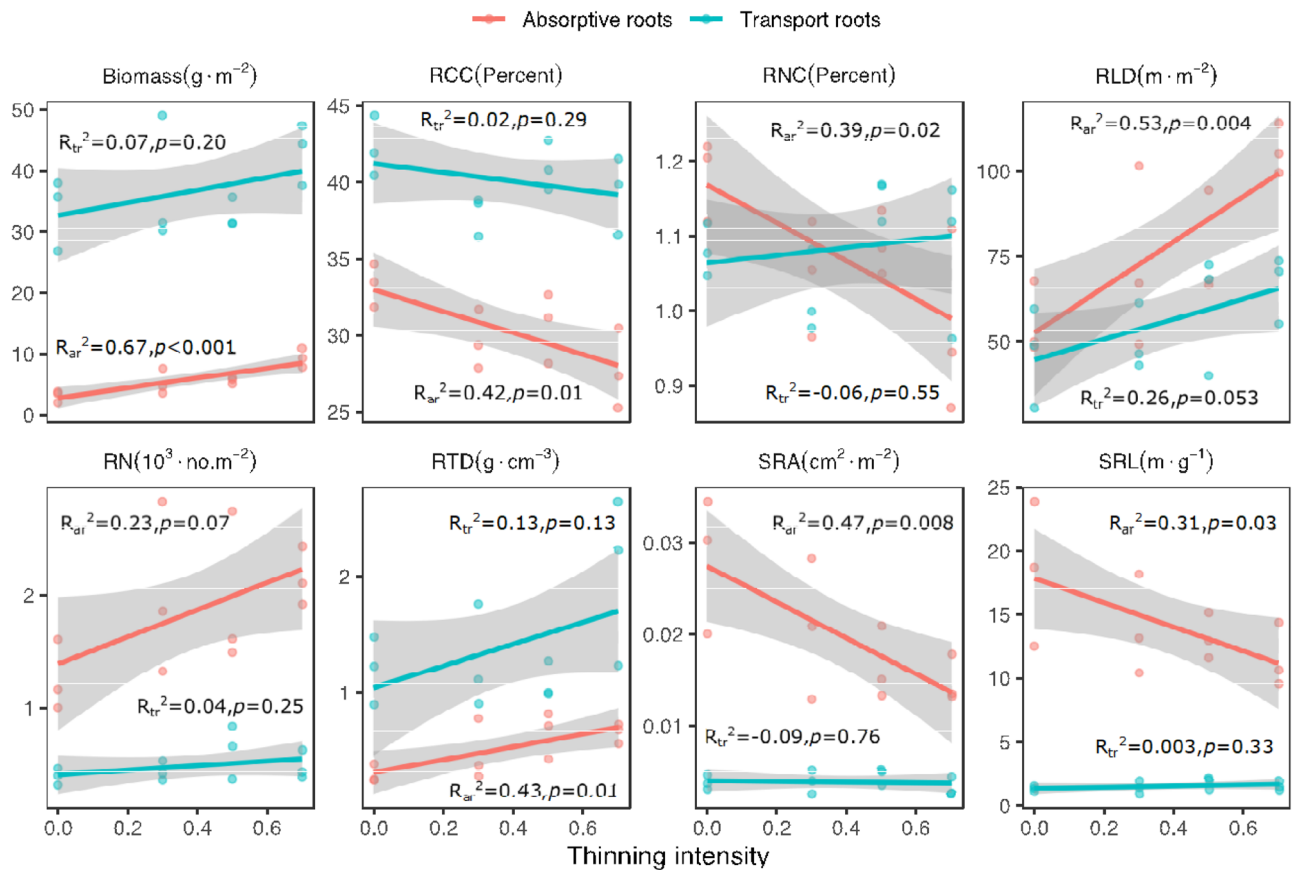 Absorptive roots Transport roots
Biomass(g·m⁻²) RCC(Percent) RNC(Percent) RLD(m·m⁻²)
Rtr²=0.07,p=0.20
Rar²=0.67,p<0.001
50
40
30
20
10
0
Rtr²=0.02,p=0.29
Rar²=0.42,p=0.01
45
40
35
30
25
Rar²=0.39,p=0.02
Rtr²=-0.06,p=0.55
1.2
1.1
1.0
0.9
Rar²=0.53,p=0.004
Rtr²=0.26,p=0.053
100
75
50
RN(10³·no.m⁻²) RTD(g·cm⁻³) SRA(cm²·m⁻²) SRL(m·g⁻¹)
Rar²=0.23,p=0.07
Rtr²=0.04,p=0.25
2
1
0.0 0.2 0.4 0.6
Rtr²=0.13,p=0.13
Rar²=0.43,p=0.01
2
1
0.0 0.2 0.4 0.6
Rar²=0.47,p=0.008
Rtr²=-0.09,p=0.76
0.03
0.02
0.01
0.0 0.2 0.4 0.6
Rar²=0.31,p=0.03
Rtr²=0.003,p=0.33
25
20
15
10
5
0
0.0 0.2 0.4 0.6
Thinning intensity